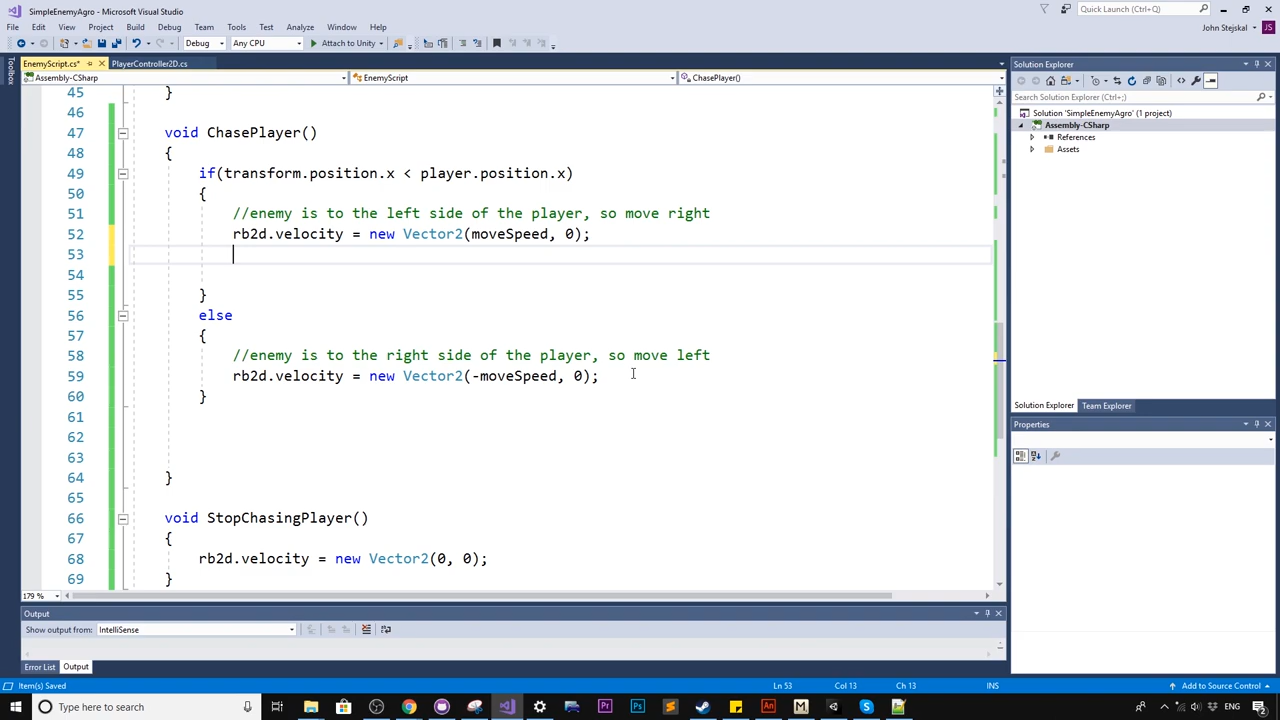 SimpleEnemyAgro - Microsoft Visual Studio
Quick Launch (Ctrl+;)
File Edit View Project Build Debug Team Tools Test Analyze Window Help
John Stejskal JS
Debug Any CPU Attach to Unity
Toolbox
EnemyScript.cs* PlayerController2D.cs
Assembly-CSharp EnemyScript ChasePlayer()
45 }
46
47 void ChasePlayer()
48 {
49 if(transform.position.x < player.position.x)
50 {
51 //enemy is to the left side of the player, so move right
52 rb2d.velocity = new Vector2(moveSpeed, 0);
53
54
55 }
56 else
57 {
58 //enemy is to the right side of the player, so move left
59 rb2d.velocity = new Vector2(-moveSpeed, 0);
60 }
61
62
63
64 }
65
66 void StopChasingPlayer()
67 {
68 rb2d.velocity = new Vector2(0, 0);
69 }
179 %
Solution Explorer
Search Solution Explorer (Ctrl+;)
Solution 'SimpleEnemyAgro' (1 project)
Assembly-CSharp
References
Assets
Solution Explorer Team Explorer
Properties
Output
Show output from: IntelliSense
Error List Output
Item(s) Saved Ln 53 Col 13 Ch 13 INS Add to Source Control
Type here to search